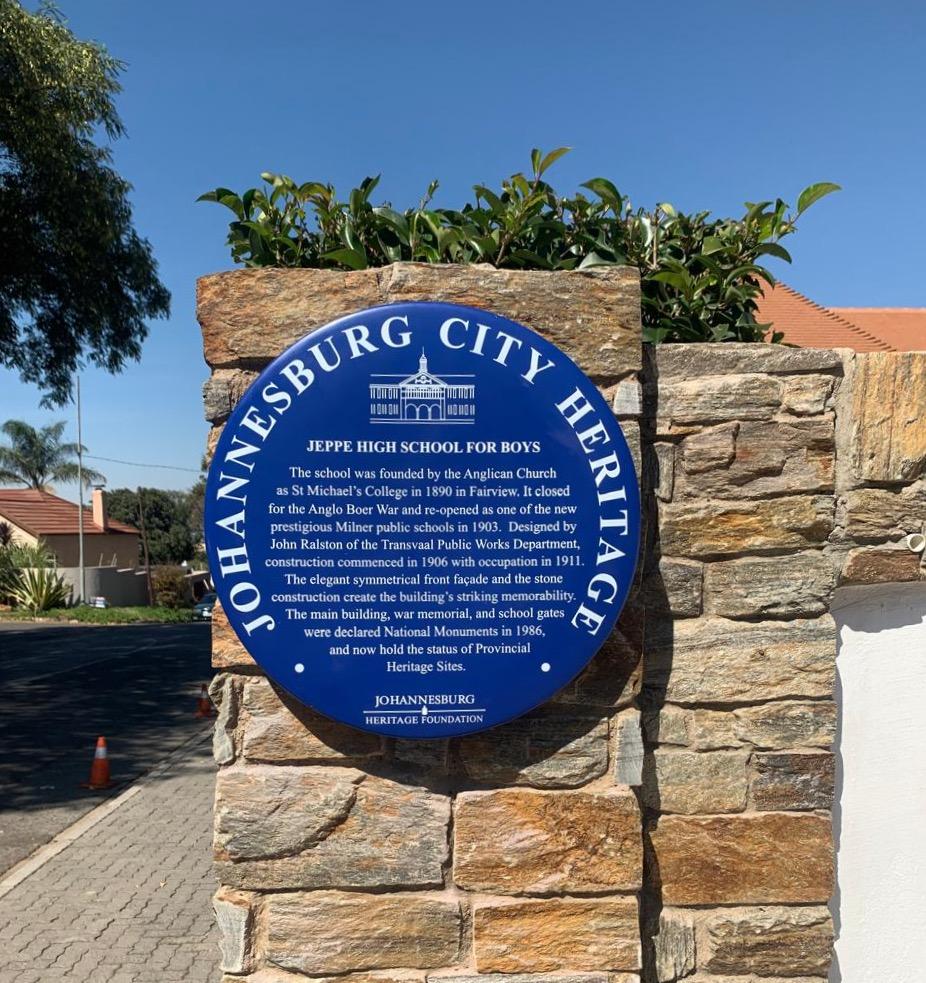 JOHANNESBURG CITY HERITAGE
JEPPE HIGH SCHOOL FOR BOYS
The school was founded by the Anglican Church
as St Michael's College in 1890 in Fairview. It closed
for the Anglo Boer War and re-opened as one of the new
prestigious Milner public schools in 1903. Designed by
John Ralston of the Transvaal Public Works Department,
construction commenced in 1906 with occupation in 1911.
The elegant symmetrical front façade and the stone
construction create the building's striking memorability.
The main building, war memorial, and school gates
were declared National Monuments in 1986,
and now hold the status of Provincial
Heritage Sites.
JOHANNESBURG
HERITAGE FOUNDATION